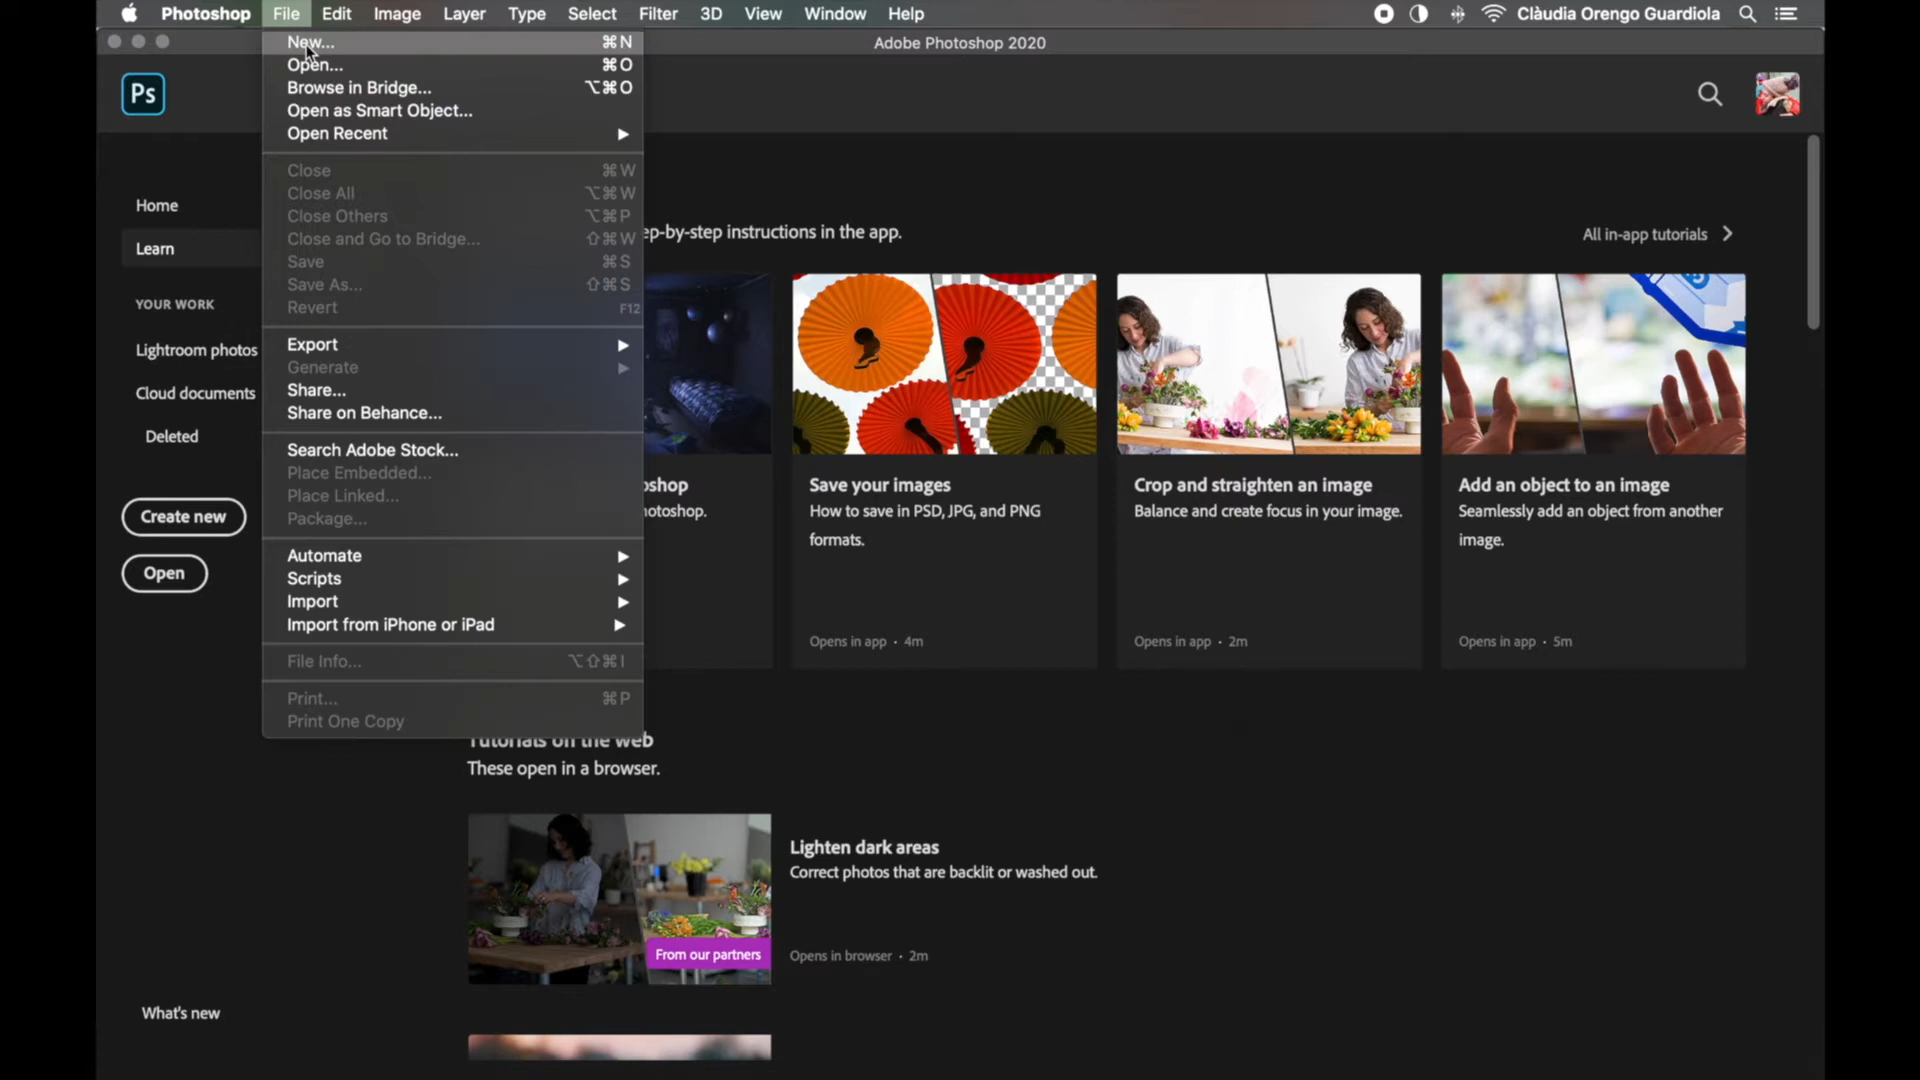 Photoshop File Edit Image Layer Type Select Filter 3D View Window Help Clàudia Orengo Guardiola
Adobe Photoshop 2020
Ps
New... ⌘N
Open... ⌘O
Browse in Bridge... ⌥⌘O
Open as Smart Object...
Open Recent ▶
Close ⌘W
Close All ⌥⌘W
Close Others ⌥⌘P
Close and Go to Bridge... ⇧⌘W
Save ⌘S
Save As... ⇧⌘S
Revert F12
Export ▶
Generate ▶
Share...
Share on Behance...
Search Adobe Stock...
Place Embedded...
Place Linked...
Package...
Automate ▶
Scripts ▶
Import ▶
Import from iPhone or iPad ▶
File Info... ⌥⇧⌘I
Print... ⌘P
Print One Copy
Home
Learn
YOUR WORK
Lightroom photos
Cloud documents
Deleted
Create new
Open
What's new
ep-by-step instructions in the app.
All in-app tutorials
oshop
otoshop.
Save your images
How to save in PSD, JPG, and PNG
formats.
Opens in app • 4m
Crop and straighten an image
Balance and create focus in your image.
Opens in app • 2m
Add an object to an image
Seamlessly add an object from another
image.
Opens in app • 5m
Tutorials on the web
These open in a browser.
From our partners
Lighten dark areas
Correct photos that are backlit or washed out.
Opens in browser • 2m